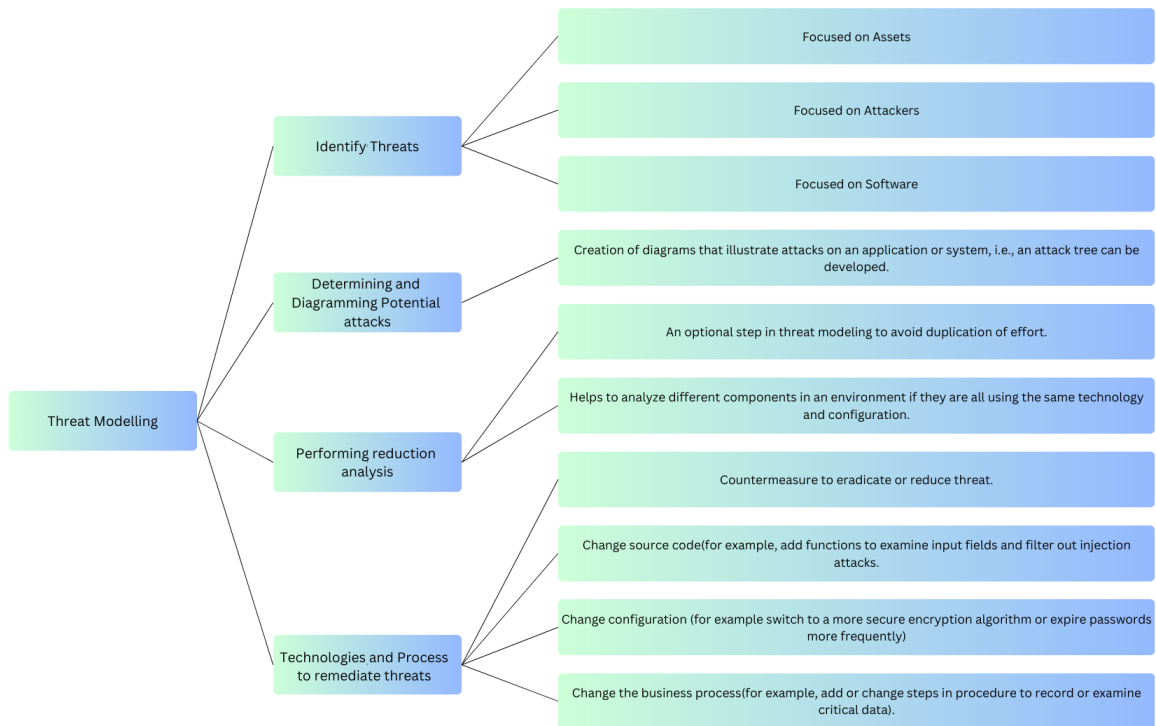 Focused on Assets
Focused on Attackers
Identify Threats
Focused on Software
Creation of diagrams that illustrate attacks on an application or system, i.e., an attack tree can be
developed.
Determining and
Diagramming Potential
attacks
An optional step in threat modeling to avoid duplication of effort.
Helps to analyze different components in an environment if they are all using the same technology
and configuration.
Threat Modelling
Performing reduction
analysis
Countermeasure to eradicate or reduce threat.
Change source code(for example, add functions to examine input fields and filter out injection
attacks.
Change configuration (for example switch to a more secure encryption algorithm or expire passwords
more frequently)
Technologies and Process
to remediate threats
Change the business process(for example, add or change steps in procedure to record or examine
critical data).